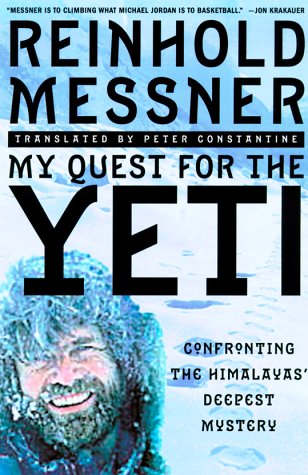 "MESSNER IS TO CLIMBING WHAT MICHAEL JORDAN IS TO BASKETBALL." —JON KRAKAUER
REINHOLD
MESSNER
TRANSLATED BY PETER CONSTANTINE
MY QUEST FOR THE
YETI
CONFRONTING
THE HIMALAYAS'
DEEPEST
MYSTERY